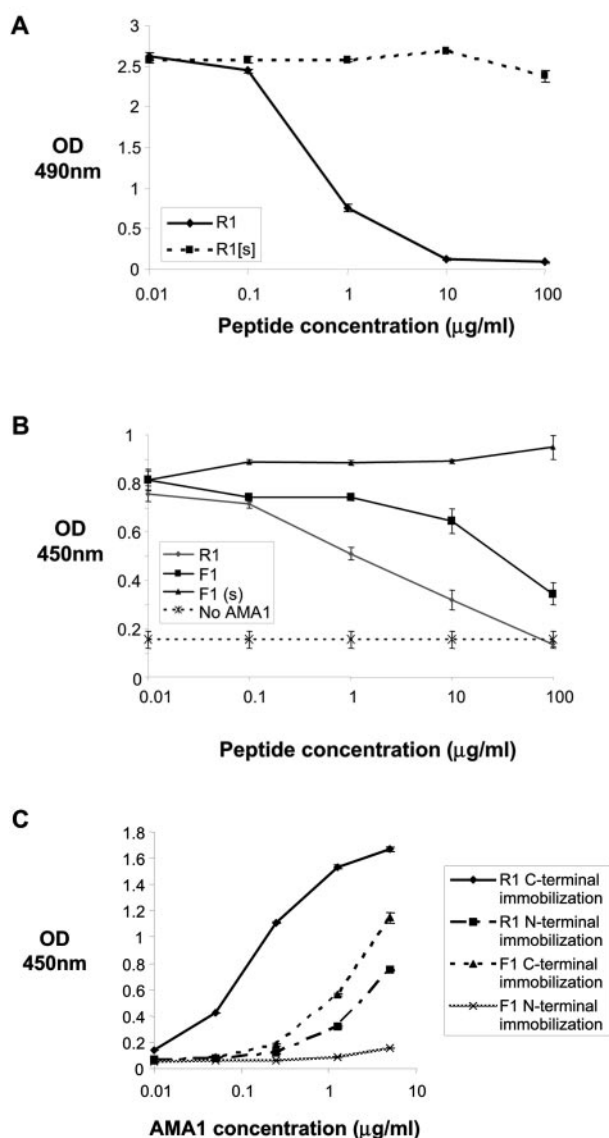 A
3
2.5
2
OD
490nm
1.5
1
0.5
0
R1
R1[s]
0.01 0.1 1 10 100
Peptide concentration (μg/ml)
B
1
0.8
OD
450nm
0.6
0.4
0.2
0
R1
F1
F1 (s)
No AMA1
0.01 0.1 1 10 100
Peptide concentration (μg/ml)
C
1.8
1.6
1.4
1.2
OD
450nm
1
0.8
0.6
0.4
0.2
0
0.01 0.1 1 10
AMA1 concentration (μg/ml)
R1 C-terminal
immobilization
R1 N-terminal
immobilization
F1 C-terminal
immobilization
F1 N-terminal
immobilization